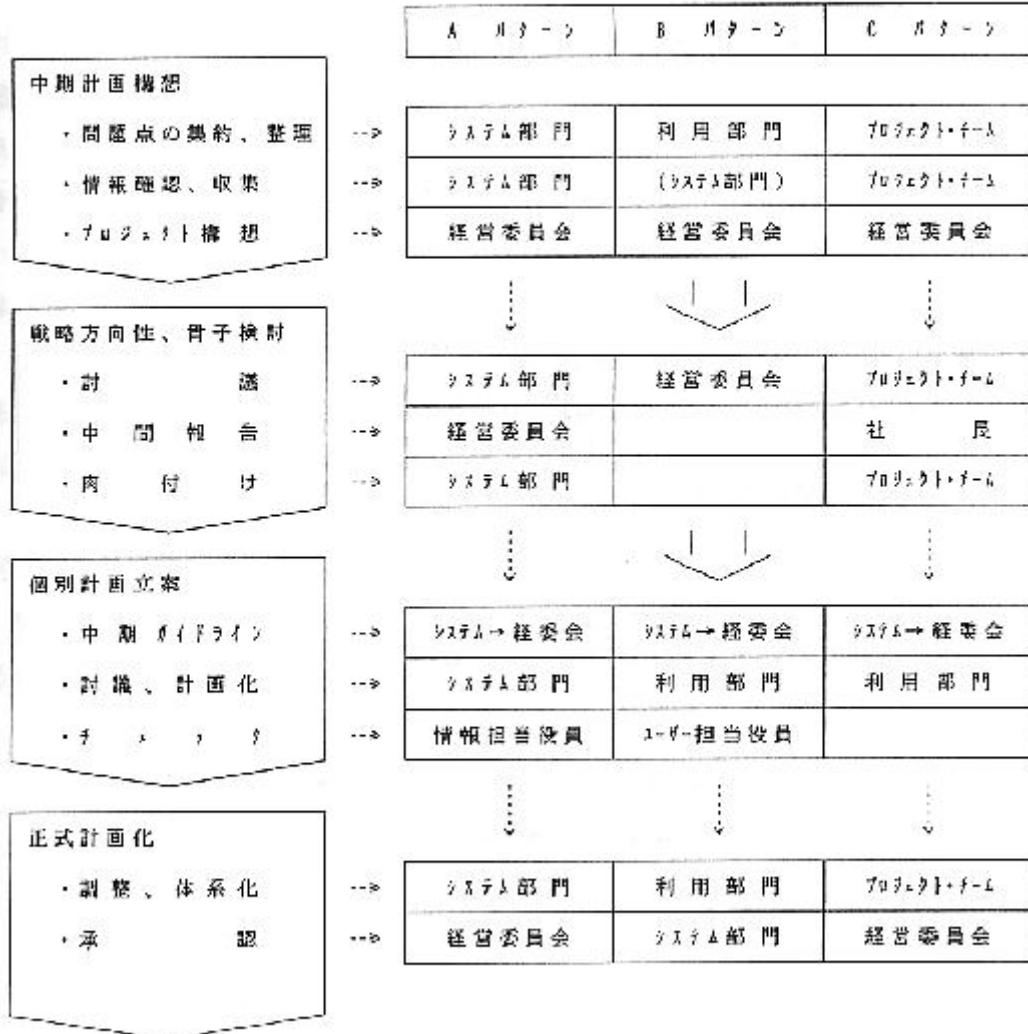 A パターン B パターン C パターン
中期計画構想
・問題点の集約、整理 システム部門 利用部門 プロジェクト・チーム
・情報確認、収集 システム部門 (システム部門) プロジェクト・チーム
・プロジェクト構想 経営委員会 経営委員会 経営委員会
戦略方向性、骨子検討
・討議 システム部門 経営委員会 プロジェクト・チーム
・中間報告 経営委員会 社長
・肉付け システム部門 プロジェクト・チーム
個別計画立案
・中期ガイドライン システム→経委会 システム→経委会 システム→経委会
・討議、計画化 システム部門 利用部門 利用部門
・チェック 情報担当役員 ユーザー担当役員
正式計画化
・調整、体系化 システム部門 利用部門 プロジェクト・チーム
・承認 経営委員会 システム部門 経営委員会